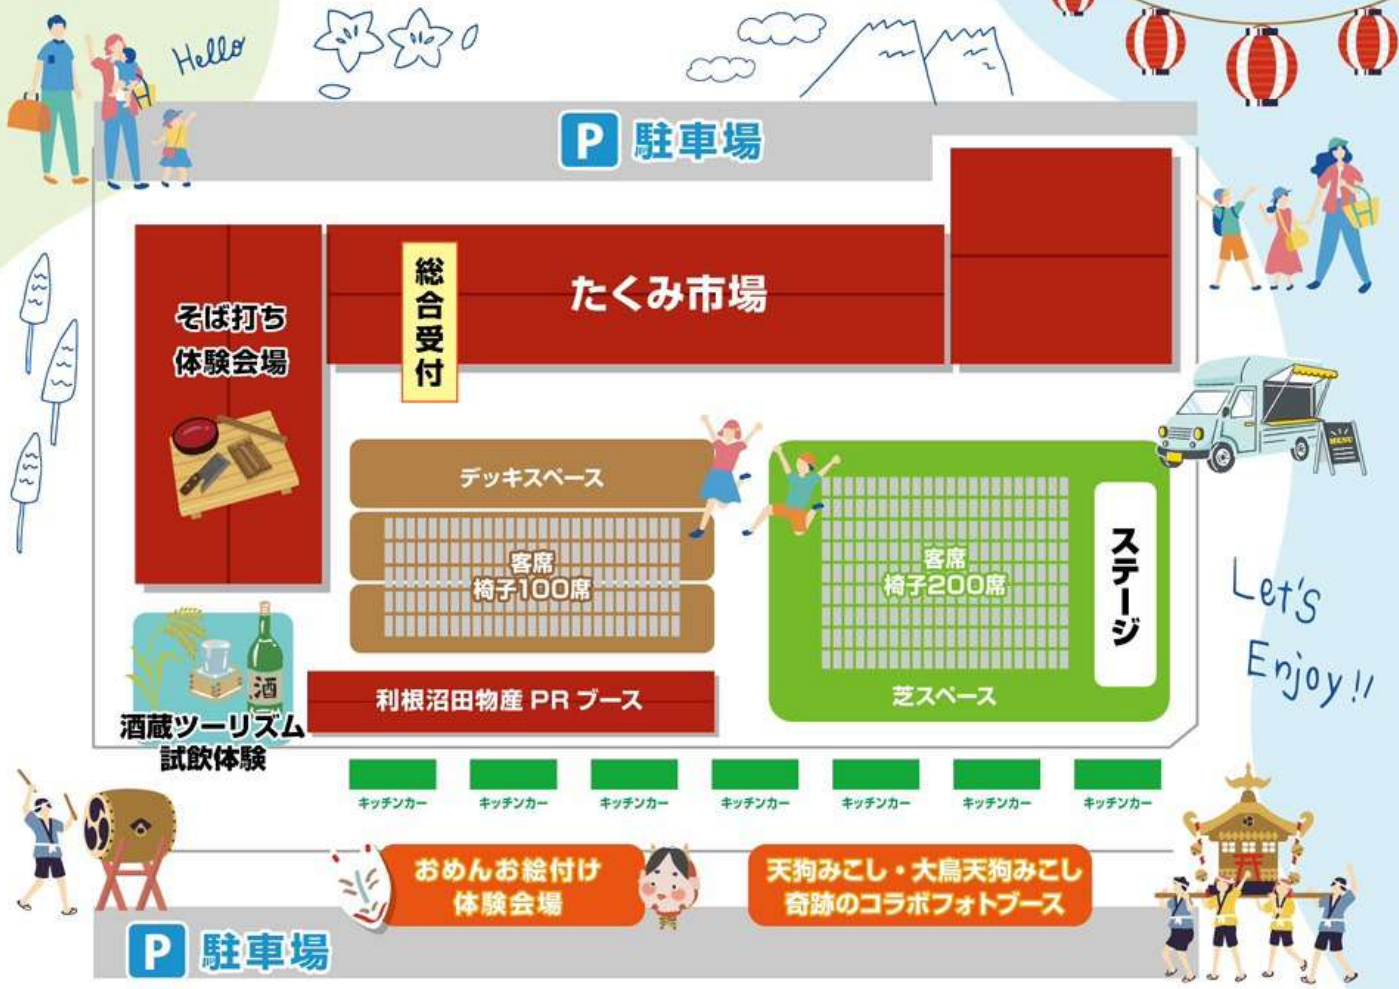 Hello
P 駐車場
総合受付
たくみ市場
そば打ち
体験会場
デッキスペース
客席
椅子100席
客席
椅子200席
ステージ
芝スペース
MENU
Let's
Enjoy!!
酒
酒蔵ツーリズム
試飲体験
利根沼田物産 PR ブース
キッチンカー
キッチンカー
キッチンカー
キッチンカー
キッチンカー
キッチンカー
キッチンカー
おめんお絵付け
体験会場
天狗みこし・大鳥天狗みこし
奇跡のコラボフォトブース
P 駐車場